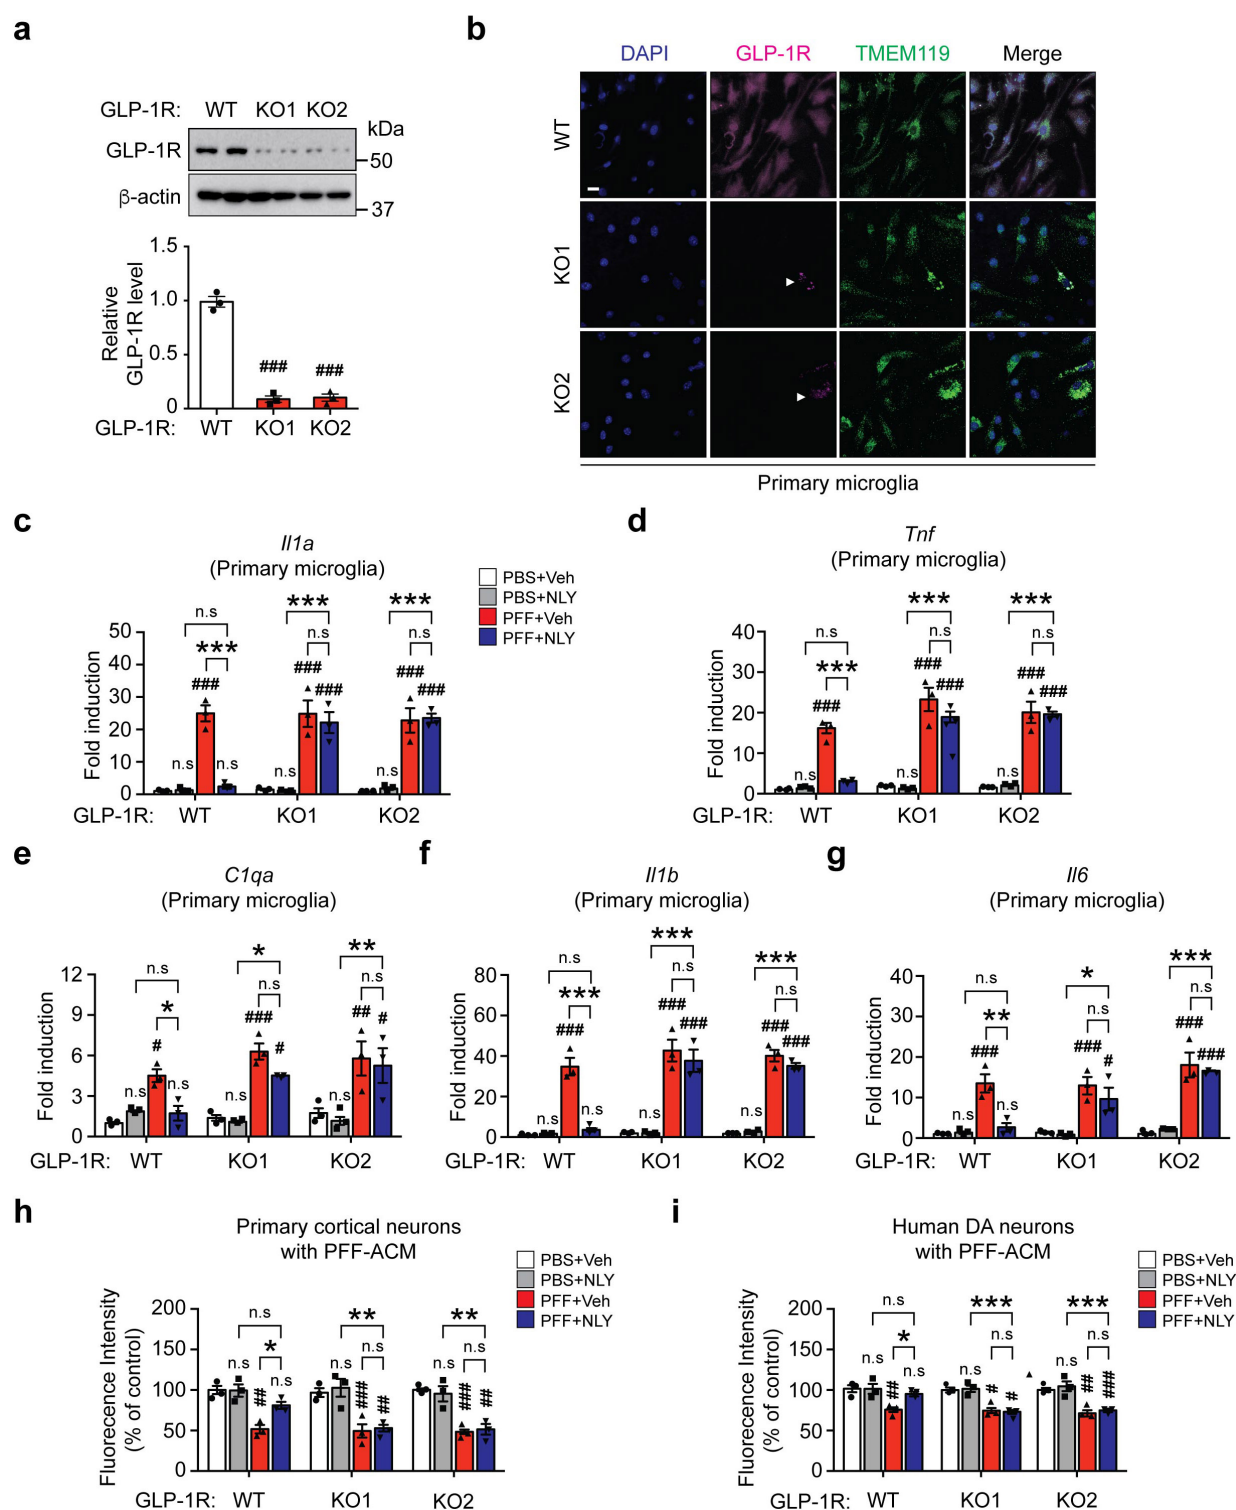 a
GLP-1R: WT KO1 KO2
kDa
GLP-1R
50
β-actin
37
1.5
1.0
0.5
0
Relative
GLP-1R level
###
###
GLP-1R: WT KO1 KO2
b
DAPI GLP-1R TMEM119 Merge
WT
KO1
KO2
Primary microglia
c
Il1a
(Primary microglia)
PBS+Veh
PBS+NLY
PFF+Veh
PFF+NLY
n.s *** ***
*** n.s n.s
### ### ### ### ###
n.s n.s n.s n.s
50
40
30
20
10
0
Fold induction
GLP-1R: WT KO1 KO2
d
Tnf
(Primary microglia)
n.s *** ***
*** n.s n.s
### ### ### ### ###
n.s n.s n.s
40
30
20
10
0
Fold induction
GLP-1R: WT KO1 KO2
e
C1qa
(Primary microglia)
n.s * **
* n.s n.s
# ### # ## #
n.s n.s n.s n.s
12
9
6
3
0
Fold induction
GLP-1R: WT KO1 KO2
f
Il1b
(Primary microglia)
n.s *** ***
*** n.s n.s
### ### ### ### ###
n.s n.s n.s
80
60
40
20
0
Fold induction
GLP-1R: WT KO1 KO2
g
Il6
(Primary microglia)
n.s * ***
** n.s n.s
### ### # ### ###
n.s n.s n.s
40
30
20
10
0
Fold induction
GLP-1R: WT KO1 KO2
h
Primary cortical neurons
with PFF-ACM
PBS+Veh
PBS+NLY
PFF+Veh
PFF+NLY
n.s ** **
* n.s n.s
n.s n.s n.s n.s
## ### ## ### ##
200
150
100
50
0
Fluorecence Intensity
(% of control)
GLP-1R: WT KO1 KO2
i
Human DA neurons
with PFF-ACM
PBS+Veh
PBS+NLY
PFF+Veh
PFF+NLY
n.s *** ***
* n.s n.s
n.s n.s n.s n.s
## # # ## ###
200
150
100
50
0
Fluorecence Intensity
(% of control)
GLP-1R: WT KO1 KO2